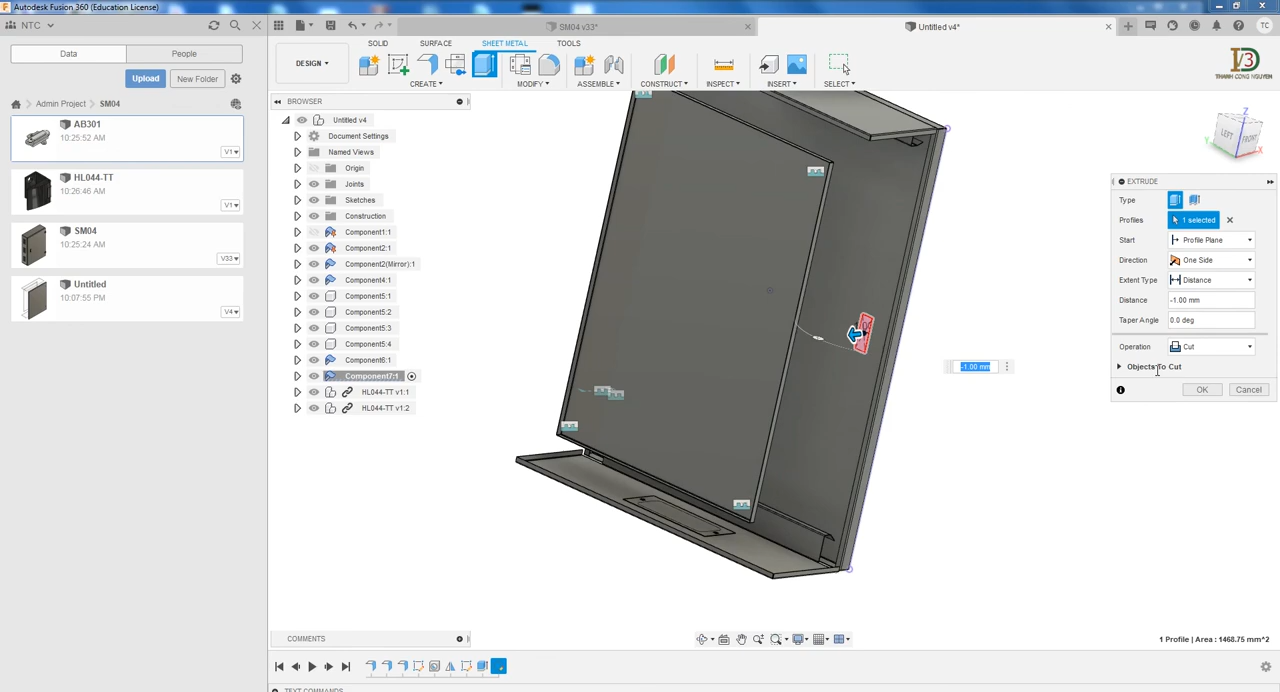 Autodesk Fusion 360 (Education License)
NTC
SM04 v33*
Untitled v4*
TC
Data
People
SOLID
SURFACE
SHEET METAL
TOOLS
DESIGN
CREATE
MODIFY
ASSEMBLE
CONSTRUCT
INSPECT
INSERT
SELECT
V3
THANH CONG NGUYEN
Upload
New Folder
Admin Project > SM04
AB301
10:25:52 AM
V1
HL044-TT
10:26:46 AM
V1
SM04
10:25:24 AM
V33
Untitled
10:07:55 PM
V4
BROWSER
Untitled v4
Document Settings
Named Views
Origin
Joints
Sketches
Construction
Component1:1
Component2:1
Component2(Mirror):1
Component4:1
Component5:1
Component5:2
Component5:3
Component5:4
Component6:1
Component7:1
HL044-TT v1:1
HL044-TT v1:2
Z
LEFT
FRONT
Y
X
EXTRUDE
Type
Profiles
1 selected
Start
Profile Plane
Direction
One Side
Extent Type
Distance
Distance
-1.00 mm
Taper Angle
0.0 deg
Operation
Cut
Objects To Cut
OK
Cancel
-1.00 mm
COMMENTS
1 Profile | Area : 1468.75 mm^2
TEXT COMMANDS